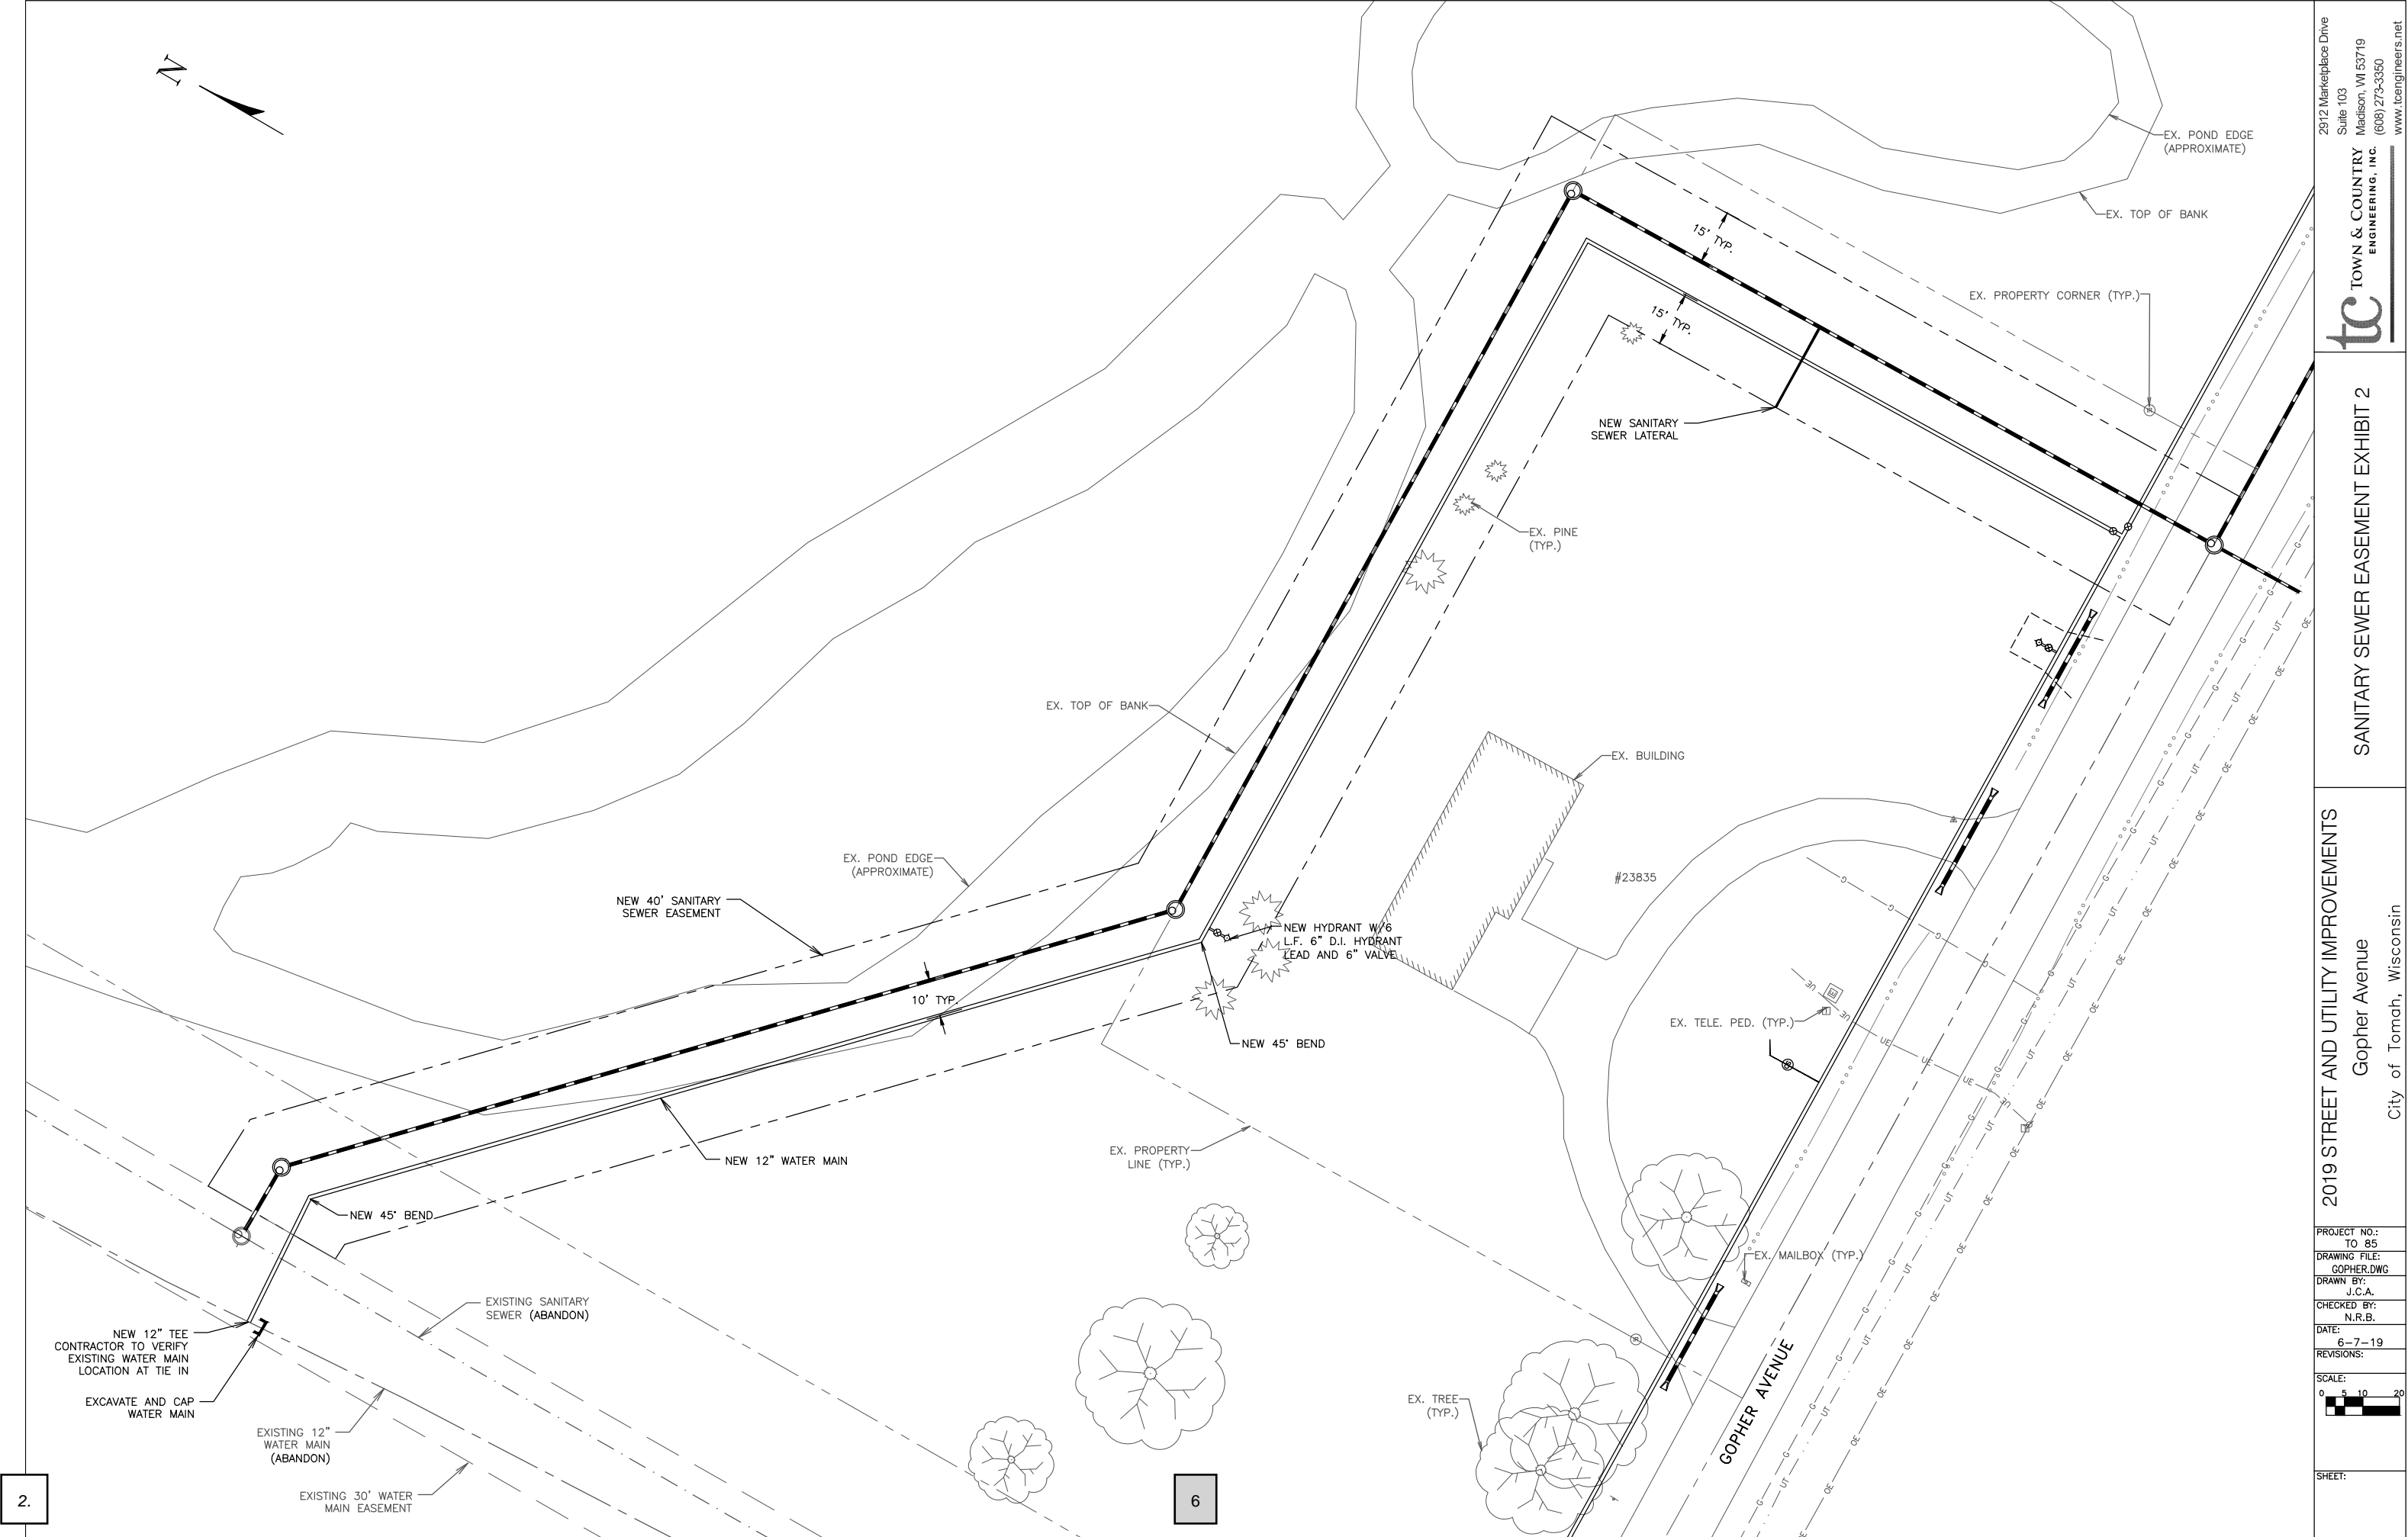 N
EX. POND EDGE
(APPROXIMATE)
EX. TOP OF BANK
15' TYP.
EX. PROPERTY CORNER (TYP.)
15' TYP.
NEW SANITARY
SEWER LATERAL
EX. PINE
(TYP.)
EX. TOP OF BANK
EX. BUILDING
EX. POND EDGE
(APPROXIMATE)
#23835
NEW 40' SANITARY
SEWER EASEMENT
NEW HYDRANT W/6
L.F. 6" D.I. HYDRANT
LEAD AND 6" VALVE
10' TYP.
EX. TELE. PED. (TYP.)
NEW 45° BEND
EX. PROPERTY
LINE (TYP.)
NEW 12" WATER MAIN
NEW 45° BEND
EX. MAILBOX (TYP.)
EXISTING SANITARY
SEWER (ABANDON)
NEW 12" TEE
CONTRACTOR TO VERIFY
EXISTING WATER MAIN
LOCATION AT TIE IN
EXCAVATE AND CAP
WATER MAIN
EX. TREE
(TYP.)
GOPHER AVENUE
EXISTING 12"
WATER MAIN
(ABANDON)
EXISTING 30' WATER
MAIN EASEMENT
2.
6
2912 Marketplace Drive
Suite 103
Madison, WI 53719
(608) 273-3350
www.tcengineers.net
tc TOWN & COUNTRY
ENGINEERING, INC.
SANITARY SEWER EASEMENT EXHIBIT 2
2019 STREET AND UTILITY IMPROVEMENTS
Gopher Avenue
City of Tomah, Wisconsin
PROJECT NO.:
TO 85
DRAWING FILE:
GOPHER.DWG
DRAWN BY:
J.C.A.
CHECKED BY:
N.R.B.
DATE:
6-7-19
REVISIONS:
SCALE:
0 5 10 20
SHEET: